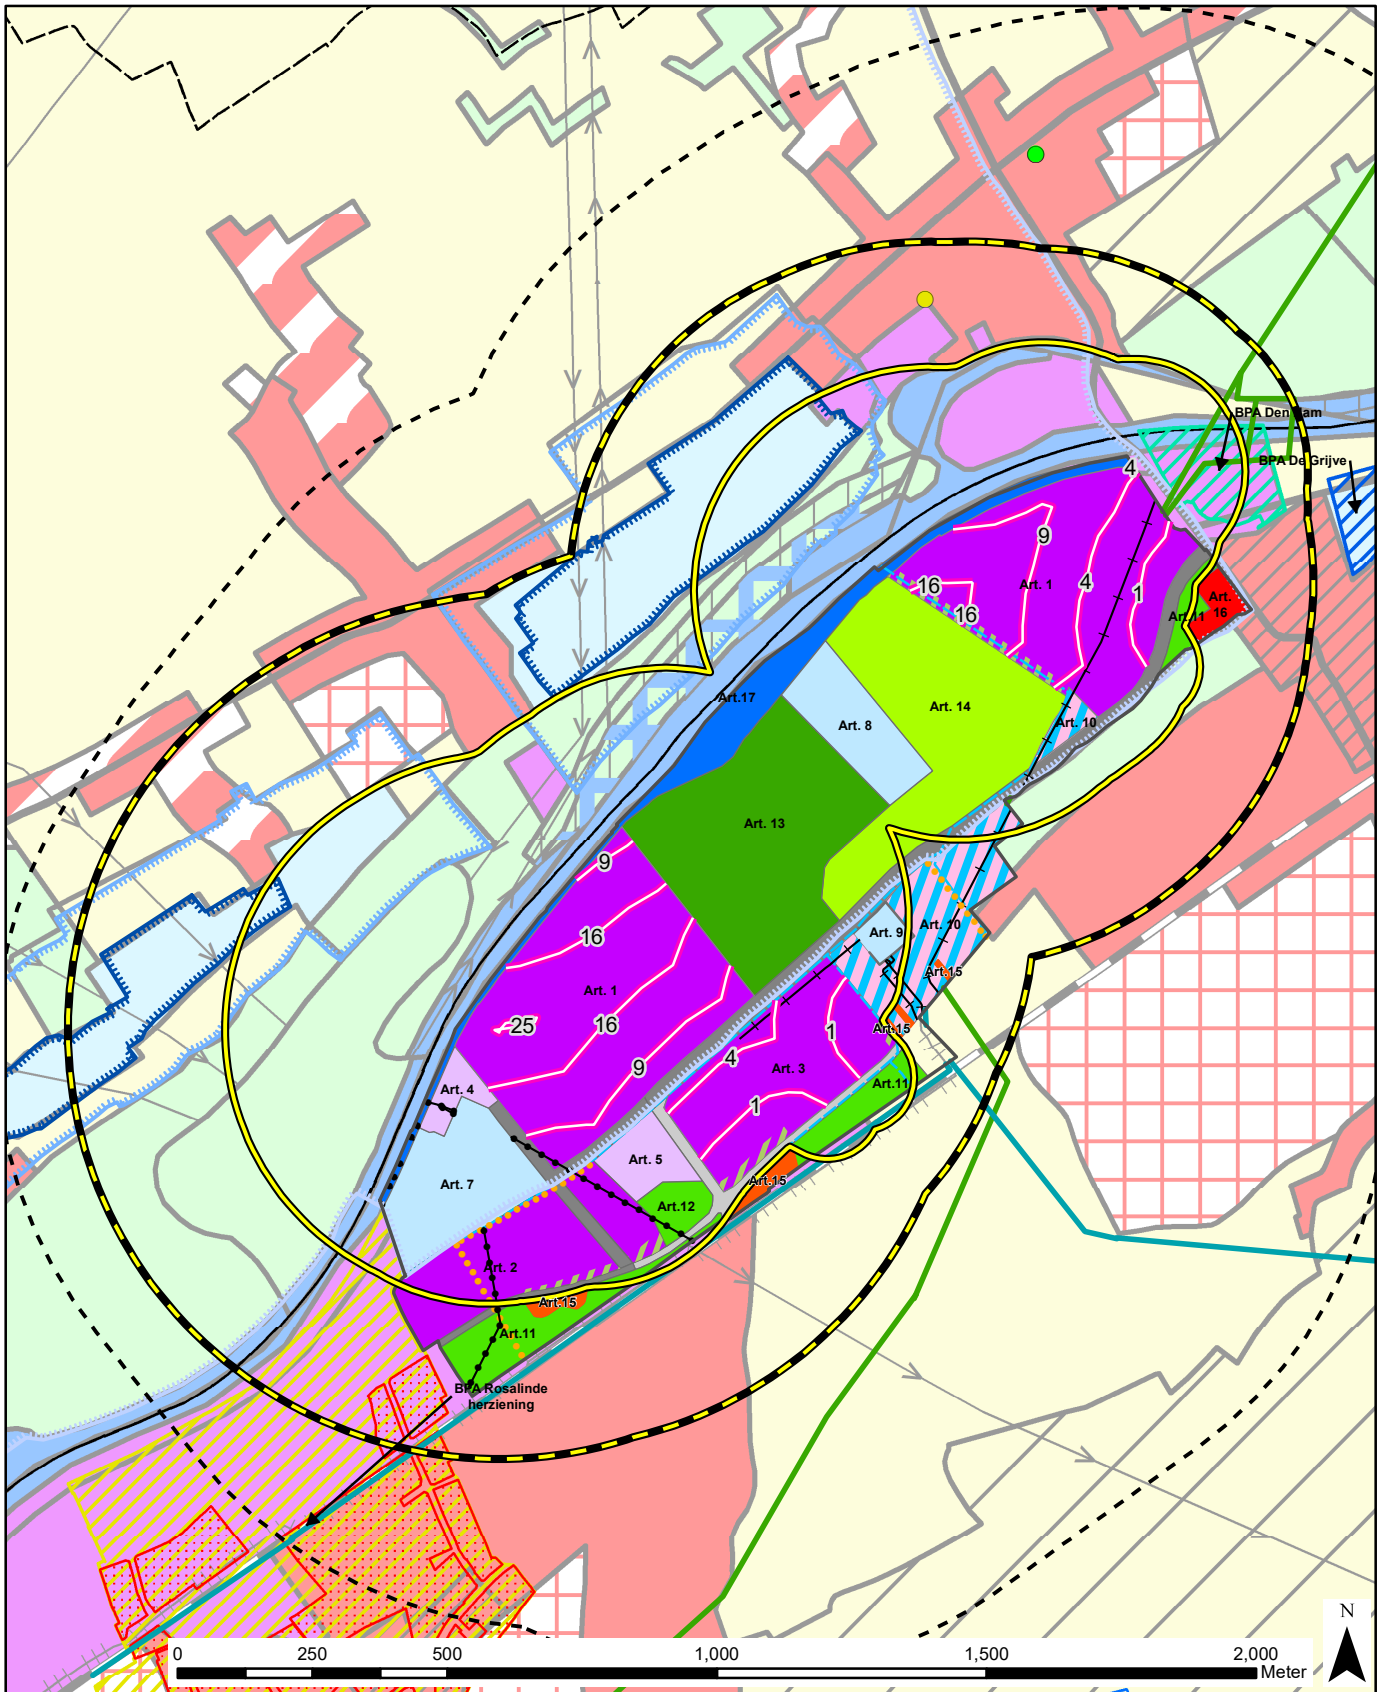 BPA Den Ham
BPA De Grijve
4
9
16
16
Art. 1
4
1
Art.
16
Art.11
Art.17
Art. 8
Art. 14
Art. 10
Art. 13
9
16
Art. 9
Art. 10
Art.15
Art. 1
25
16
9
4
1
Art.15
Art. 3
Art.11
1
Art. 4
Art. 5
Art. 7
Art.12
Art.15
Art. 2
Art.15
Art.11
BPA Rosalinde
herziening
N
0 250 500 1,000 1,500 2,000
Meter